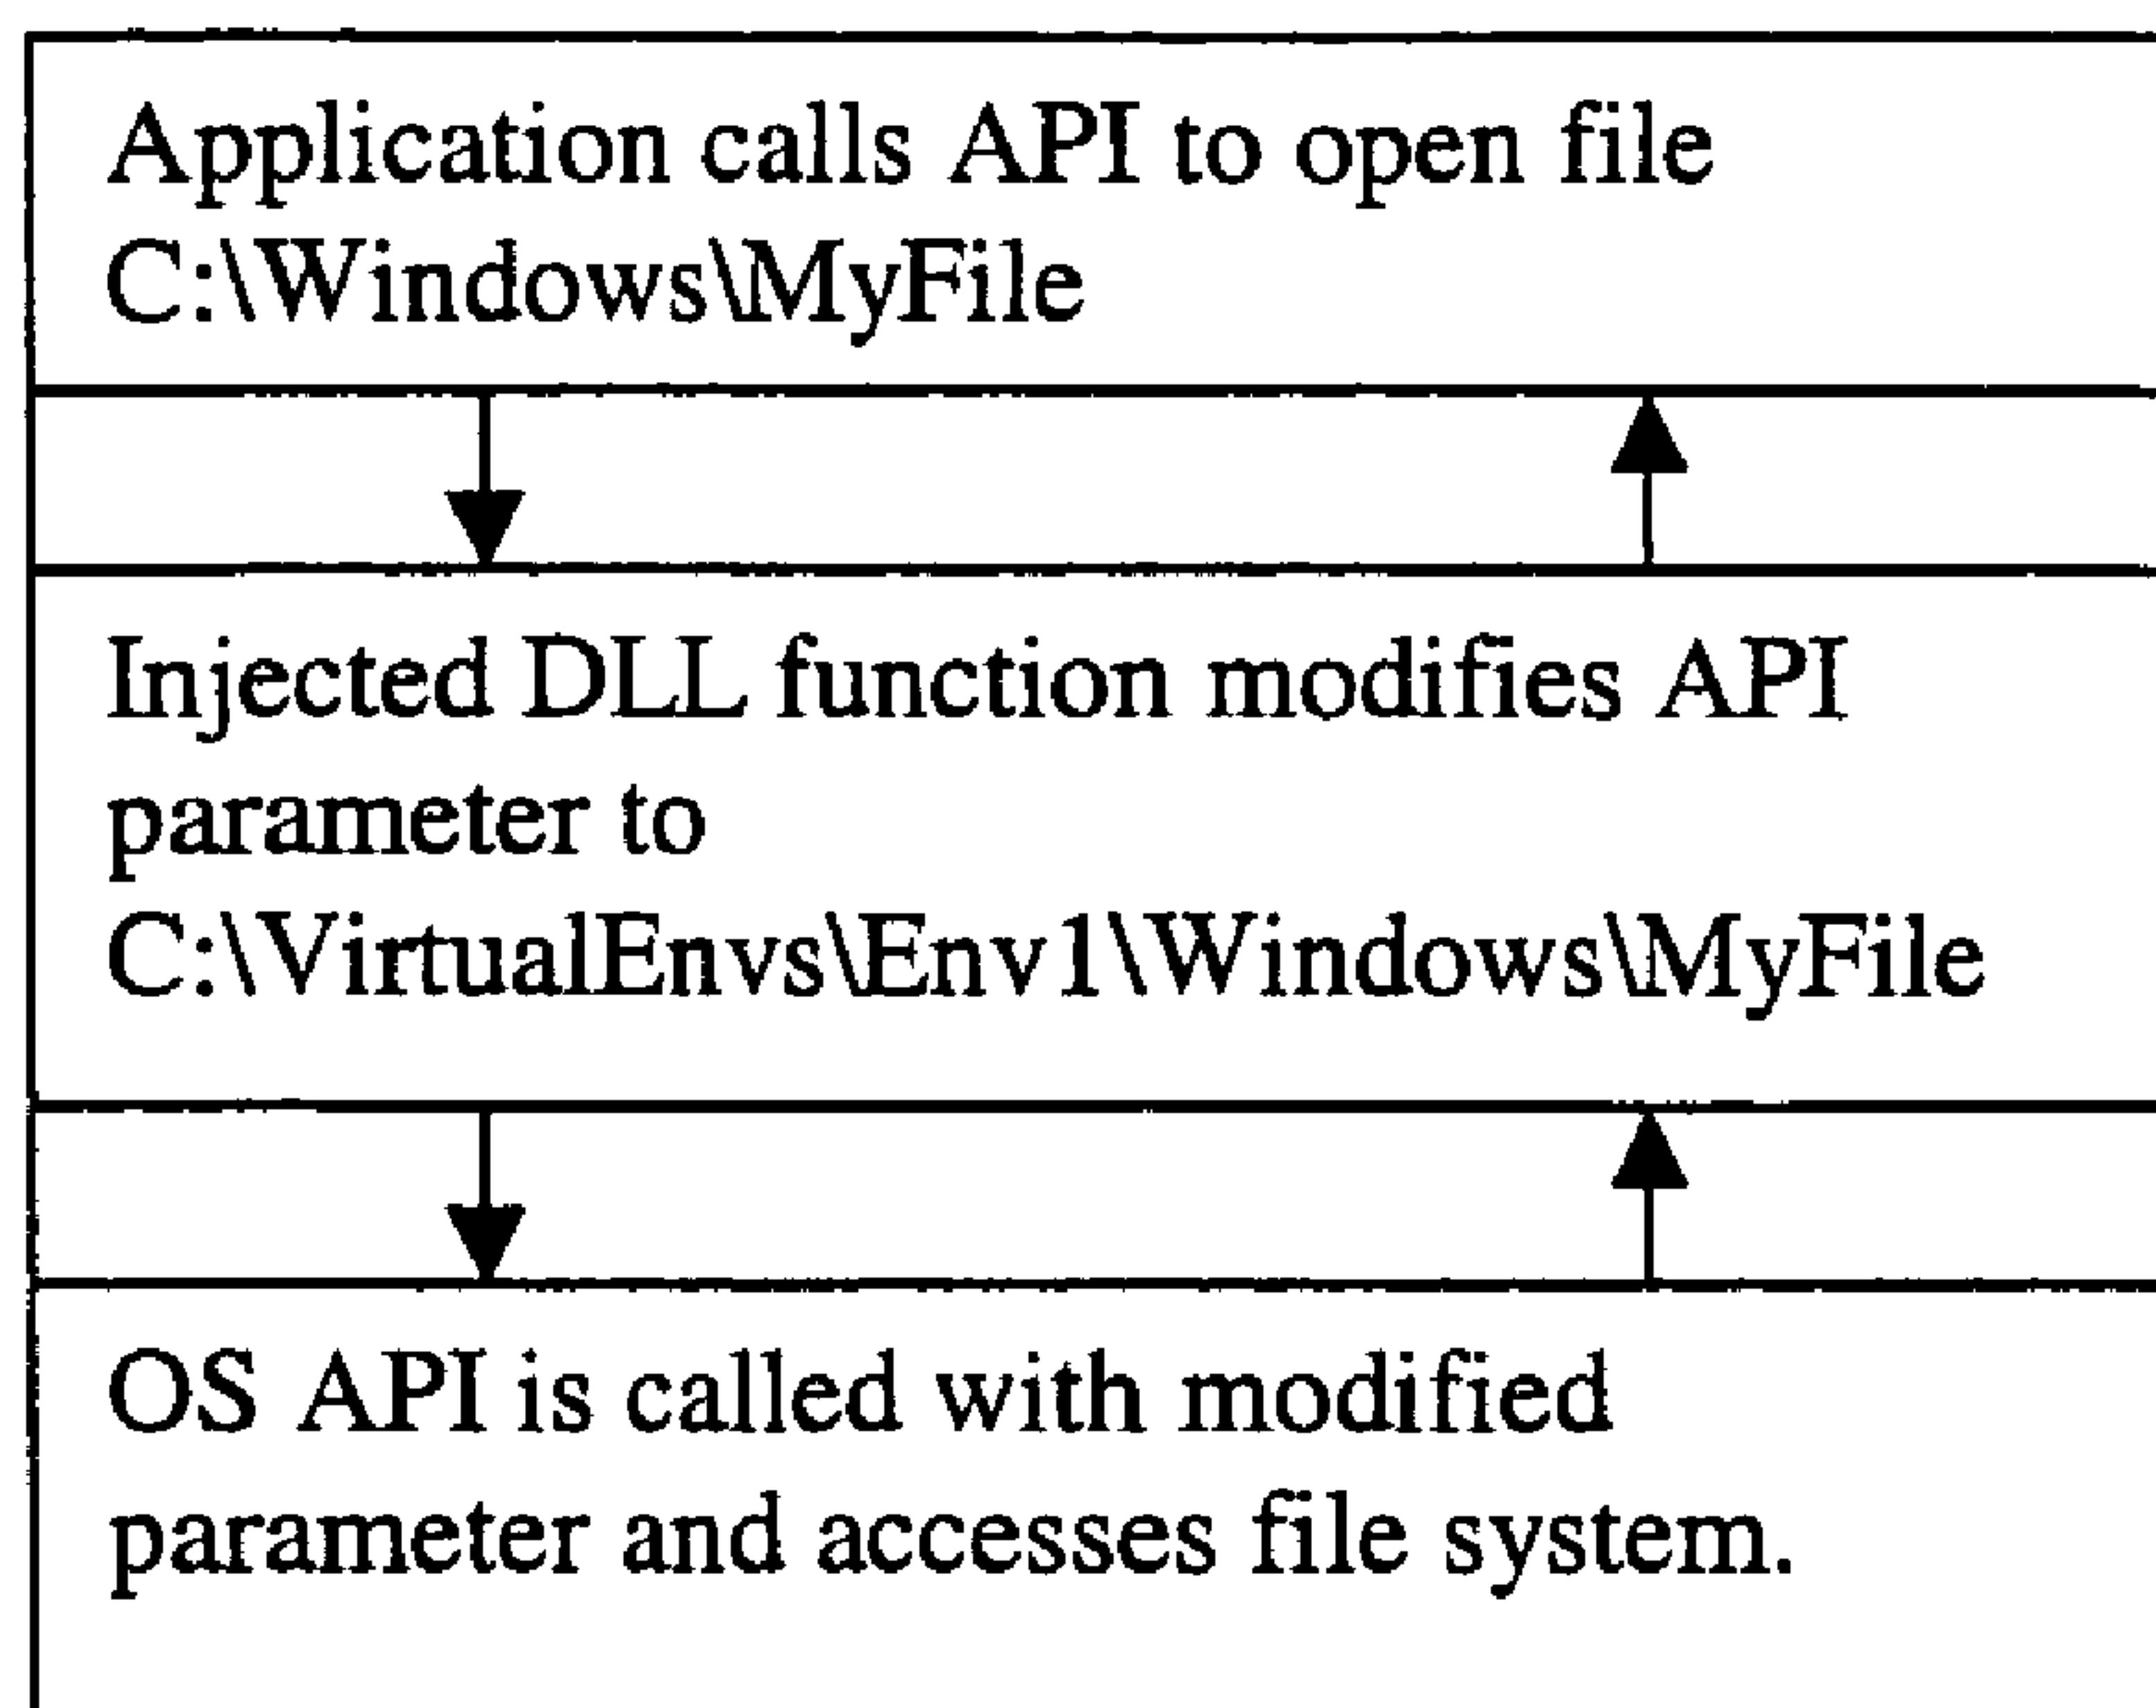 Application calls API to open file
C:\Windows\MyFile
Injected DLL function modifies API
parameter to
C:\VirtualEnvs\Env1\Windows\MyFile
OS API is called with modified
parameter and accesses file system.